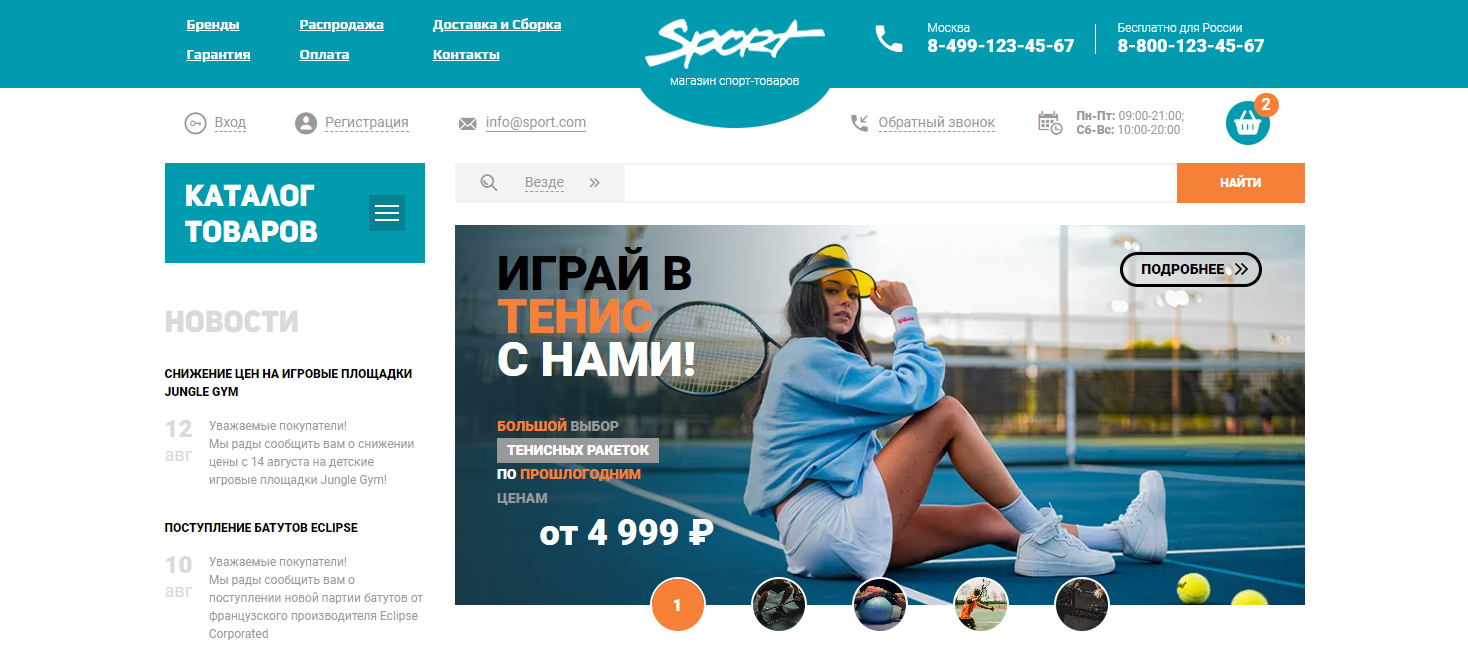 Бренды
Распродажа
Доставка и Сборка
Гарантия
Оплата
Контакты
Sport
магазин спорт-товаров
Москва
8-499-123-45-67
Бесплатно для России
8-800-123-45-67
Вход
Регистрация
info@sport.com
Обратный звонок
Пн-Пт: 09:00-21:00;
Сб-Вс: 10:00-20:00
2
КАТАЛОГ
ТОВАРОВ
Везде
НАЙТИ
НОВОСТИ
СНИЖЕНИЕ ЦЕН НА ИГРОВЫЕ ПЛОЩАДКИ
JUNGLE GYM
12
авг
Уважаемые покупатели!
Мы рады сообщить вам о снижении
цены с 14 августа на детские
игровые площадки Jungle Gym!
ПОСТУПЛЕНИЕ БАТУТОВ ECLIPSE
10
авг
Уважаемые покупатели!
Мы рады сообщить вам о
поступлении новой партии батутов от
французского производителя Eclipse
Corporated
ИГРАЙ В
ТЕНИС
С НАМИ!
ПОДРОБНЕЕ
БОЛЬШОЙ ВЫБОР
ТЕНИСНЫХ РАКЕТОК
ПО ПРОШЛОГОДНИМ
ЦЕНАМ
от 4 999 ₽
1